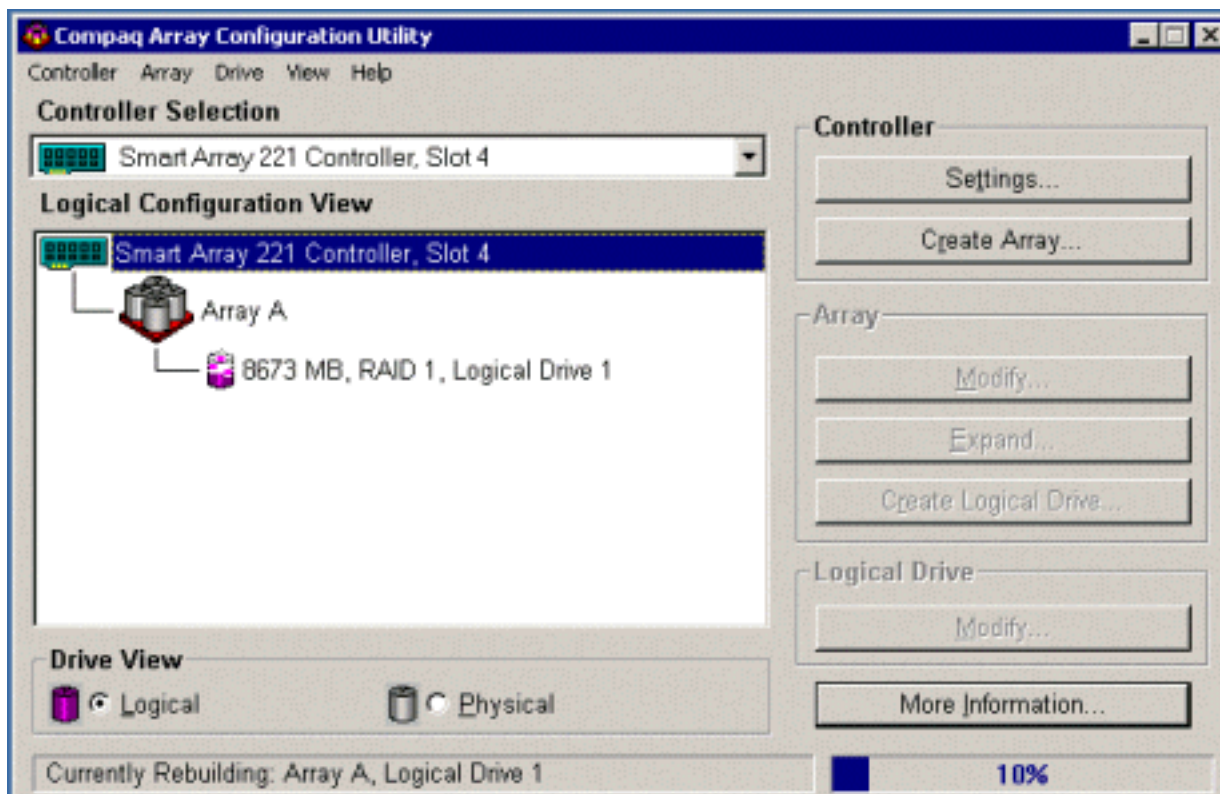 Compaq Array Configuration Utility
Controller Array Drive View Help
Controller Selection
Smart Array 221 Controller, Slot 4
Logical Configuration View
Smart Array 221 Controller, Slot 4
Array A
8673 MB, RAID 1, Logical Drive 1
Drive View
Logical Physical
Controller
Settings...
Create Array...
Array
Modify...
Expand...
Create Logical Drive...
Logical Drive
Modify...
More Information...
Currently Rebuilding: Array A, Logical Drive 1
10%